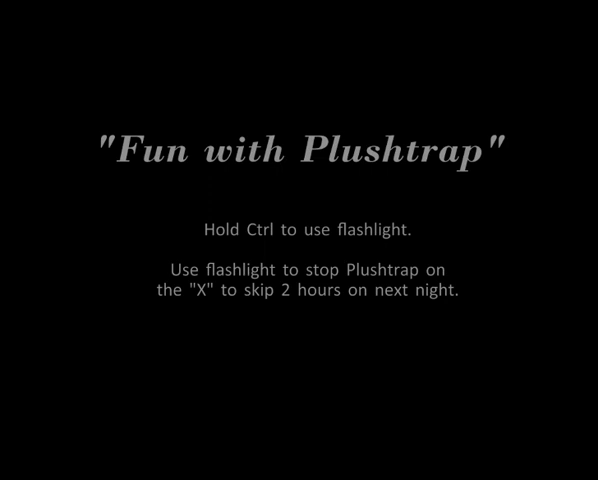 "Fun with Plushtrap"
Hold Ctrl to use flashlight.
Use flashlight to stop Plushtrap on
the "X" to skip 2 hours on next night.